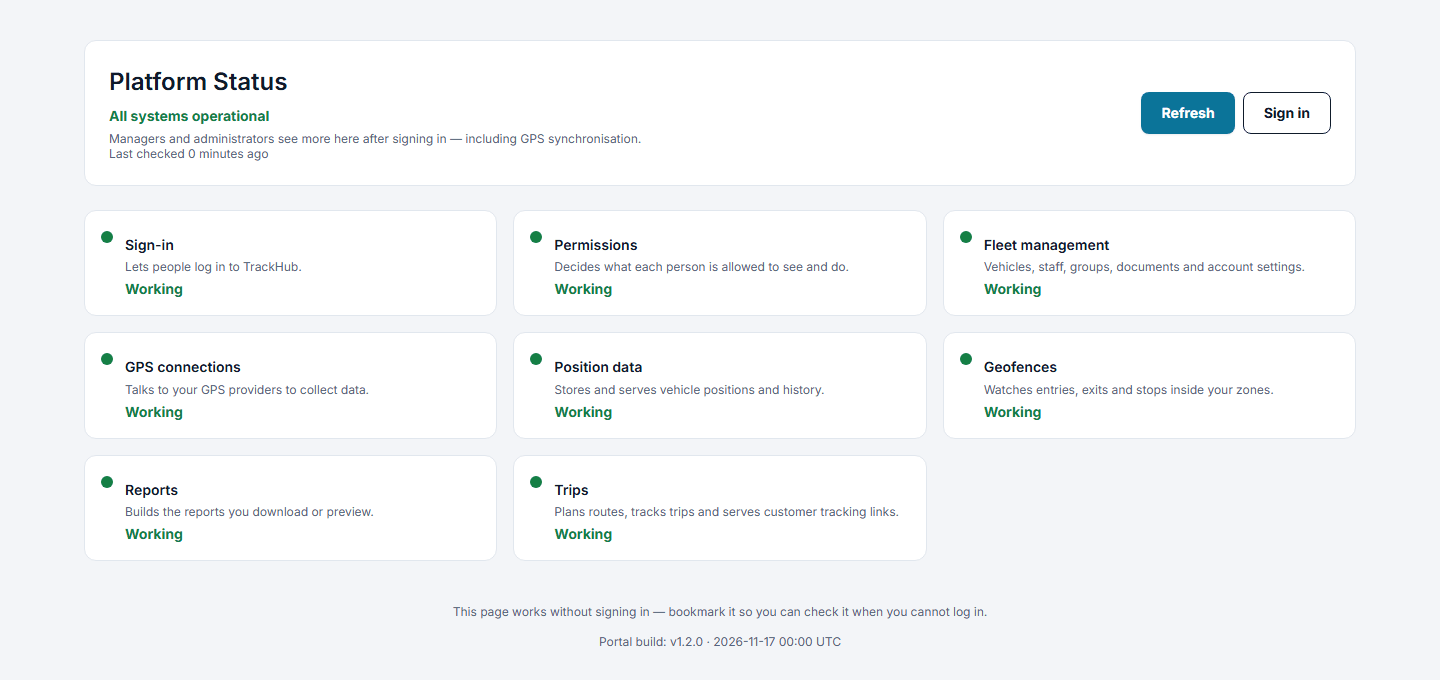 Platform Status
All systems operational
Managers and administrators see more here after signing in — including GPS synchronisation.
Last checked 0 minutes ago
Refresh
Sign in
Sign-in
Lets people log in to TrackHub.
Working
Permissions
Decides what each person is allowed to see and do.
Working
Fleet management
Vehicles, staff, groups, documents and account settings.
Working
GPS connections
Talks to your GPS providers to collect data.
Working
Position data
Stores and serves vehicle positions and history.
Working
Geofences
Watches entries, exits and stops inside your zones.
Working
Reports
Builds the reports you download or preview.
Working
Trips
Plans routes, tracks trips and serves customer tracking links.
Working
This page works without signing in — bookmark it so you can check it when you cannot log in.
Portal build: v1.2.0 · 2026-11-17 00:00 UTC